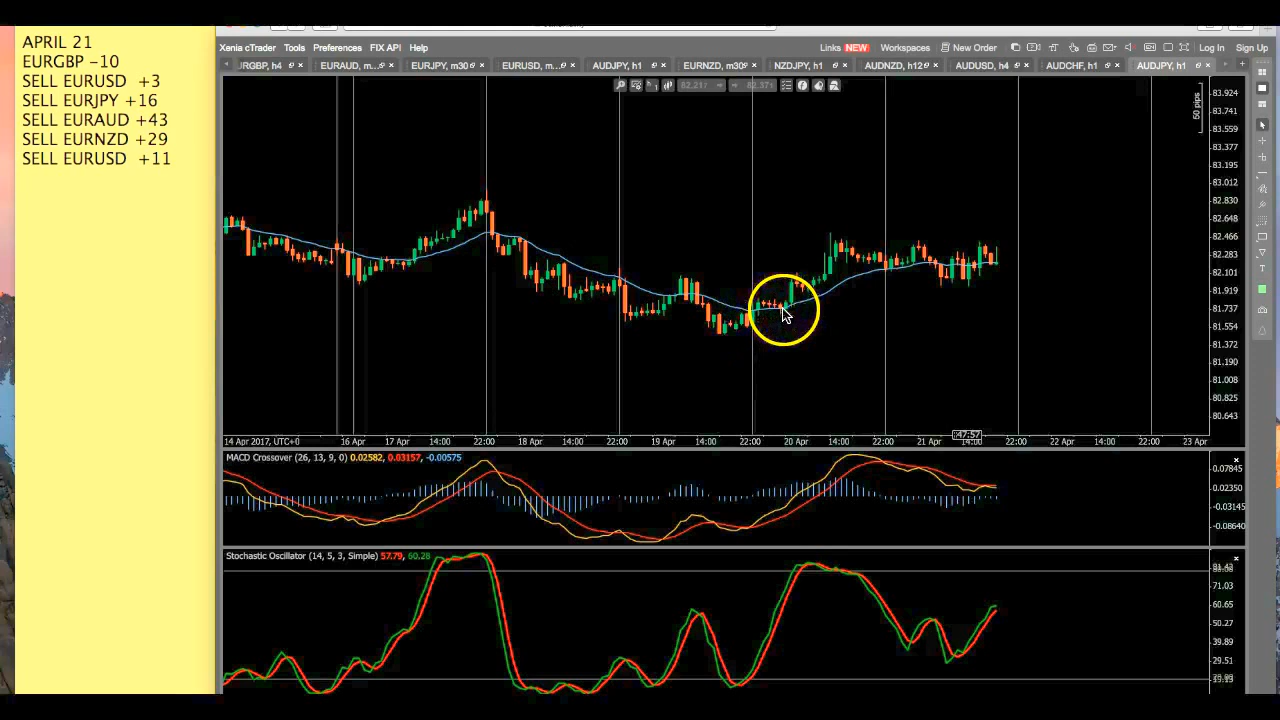 APRIL 21
EURGBP -10
SELL EURUSD +3
SELL EURJPY +16
SELL EURAUD +43
SELL EURNZD +29
SELL EURUSD +11
Xenia cTrader Tools Preferences FIX API Help Links NEW Workspaces New Order Log In Sign Up
URGBP, h4 EURAUD, m... EURJPY, m30 EURUSD, m... AUDJPY, h1 EURNZD, m30 NZDJPY, h1 AUDNZD, h12 AUDUSD, h4 AUDCHF, h1 AUDJPY, h1
50 pips
83.924
83.741
83.559
83.377
83.195
83.012
82.830
82.648
82.466
82.283
82.101
81.919
81.737
81.554
81.372
81.190
81.008
80.825
80.643
:47:57
14 Apr 2017, UTC+0 16 Apr 17 Apr 14:00 22:00 18 Apr 14:00 22:00 19 Apr 14:00 22:00 20 Apr 14:00 22:00 21 Apr 14:00 22:00 22 Apr 14:00 22:00 23 Apr
MACD Crossover (26, 13, 9, 0) 0.02582, 0.03157, -0.00575
0.07845
0.02350
-0.03145
-0.08640
Stochastic Oscillator (14, 5, 3, Simple) 57.79, 60.28
71.03
60.65
50.27
39.89
29.51